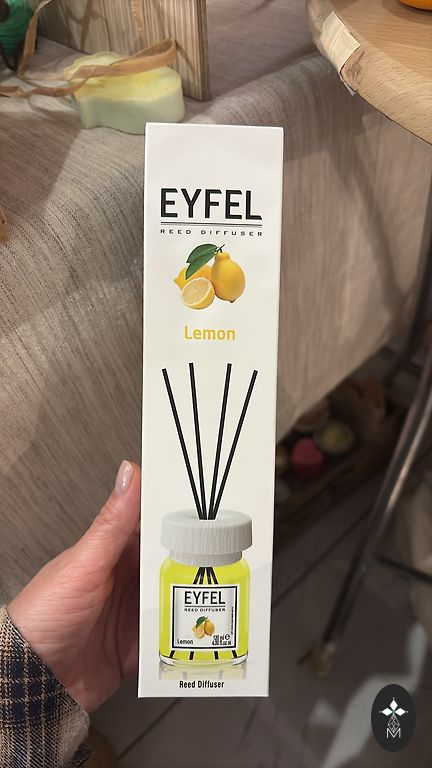 EYFEL
REED DIFFUSER
Lemon
EYFEL
REED DIFFUSER
Lemon
Reed Diffuser
M